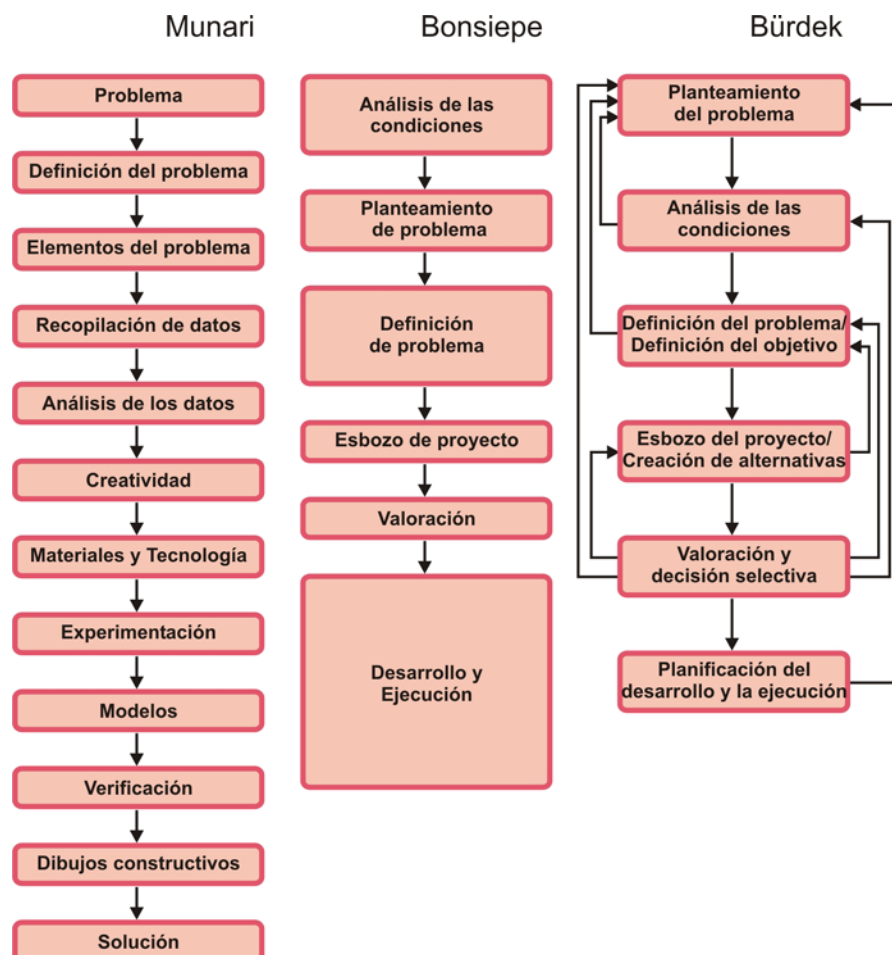 Munari
Problema
Definición del problema
Elementos del problema
Recopilación de datos
Análisis de los datos
Creatividad
Materiales y Tecnología
Experimentación
Modelos
Verificación
Dibujos constructivos
Solución
Bonsiepe
Análisis de las
condiciones
Planteamiento
de problema
Definición
de problema
Esbozo de proyecto
Valoración
Desarrollo y
Ejecución
Bürdek
Planteamiento
del problema
Análisis de las
condiciones
Definición del problema/
Definición del objetivo
Esbozo del proyecto/
Creación de alternativas
Valoración y
decisión selectiva
Planificación del
desarrollo y la ejecución